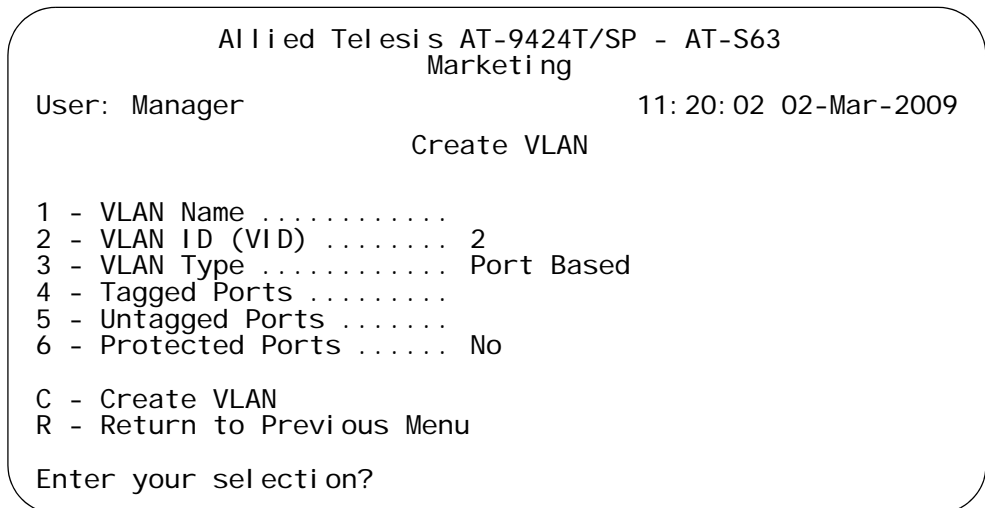 Allied Telesis AT-9424T/SP - AT-S63
Marketing
User: Manager 11:20:02 02-Mar-2009
Create VLAN
1 - VLAN Name ............
2 - VLAN ID (VID) ........ 2
3 - VLAN Type ............ Port Based
4 - Tagged Ports .........
5 - Untagged Ports .......
6 - Protected Ports ...... No
C - Create VLAN
R - Return to Previous Menu
Enter your selection?